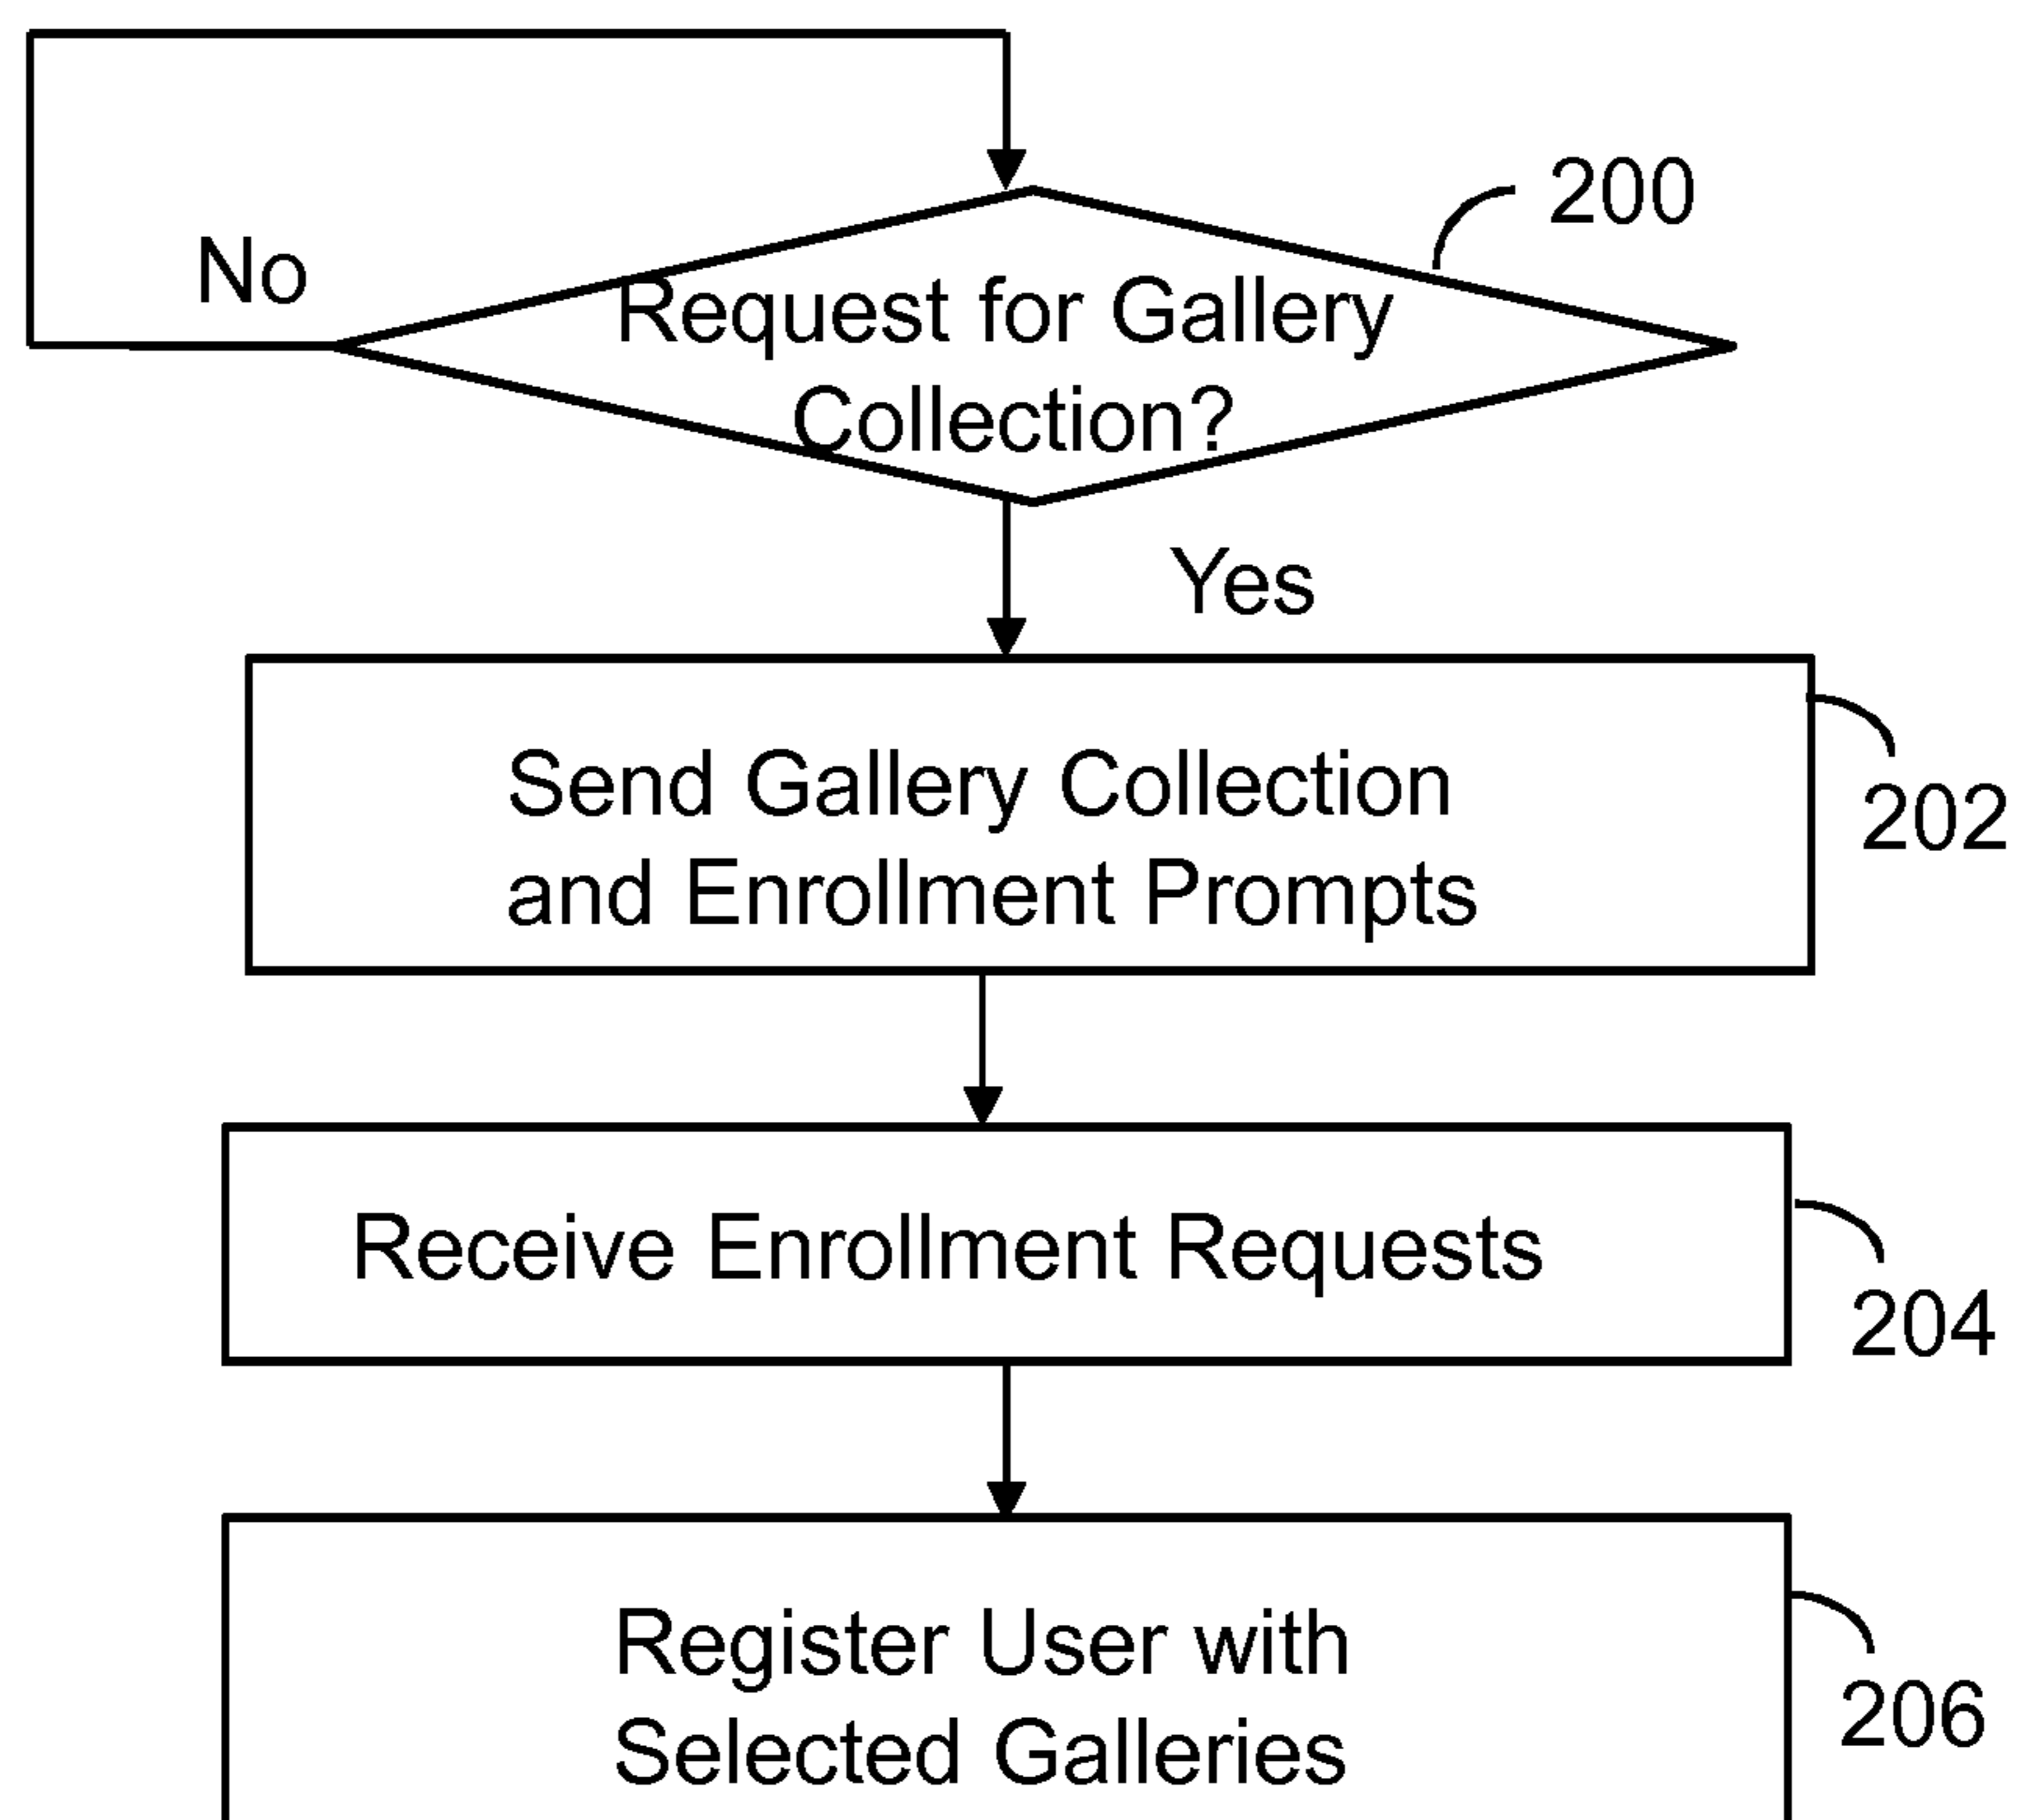 200
No
Request for Gallery
Collection?
Yes
Send Gallery Collection
and Enrollment Prompts
202
Receive Enrollment Requests
204
Register User with
Selected Galleries
206